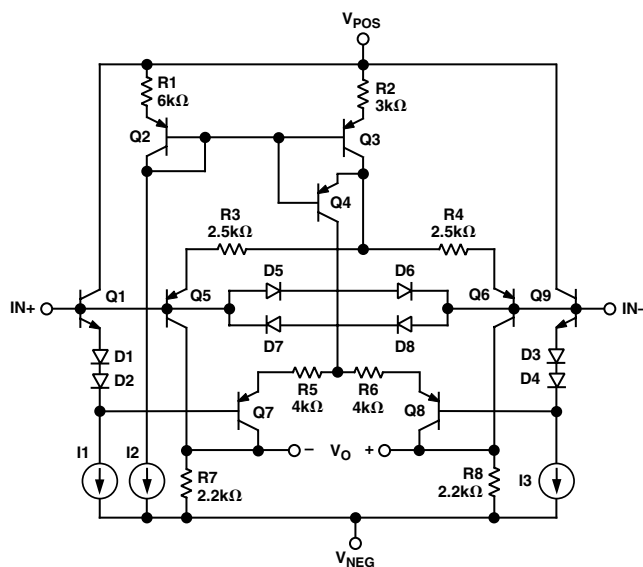 VPOS
R1
6kΩ
R2
3kΩ
Q2
Q3
Q4
R3
2.5kΩ
R4
2.5kΩ
D5
D6
IN+
Q1
Q5
Q6
Q9
IN–
D7
D8
D1
D2
D3
D4
R5
4kΩ
R6
4kΩ
Q7
Q8
I1
I2
– VO +
R7
2.2kΩ
R8
2.2kΩ
I3
VNEG